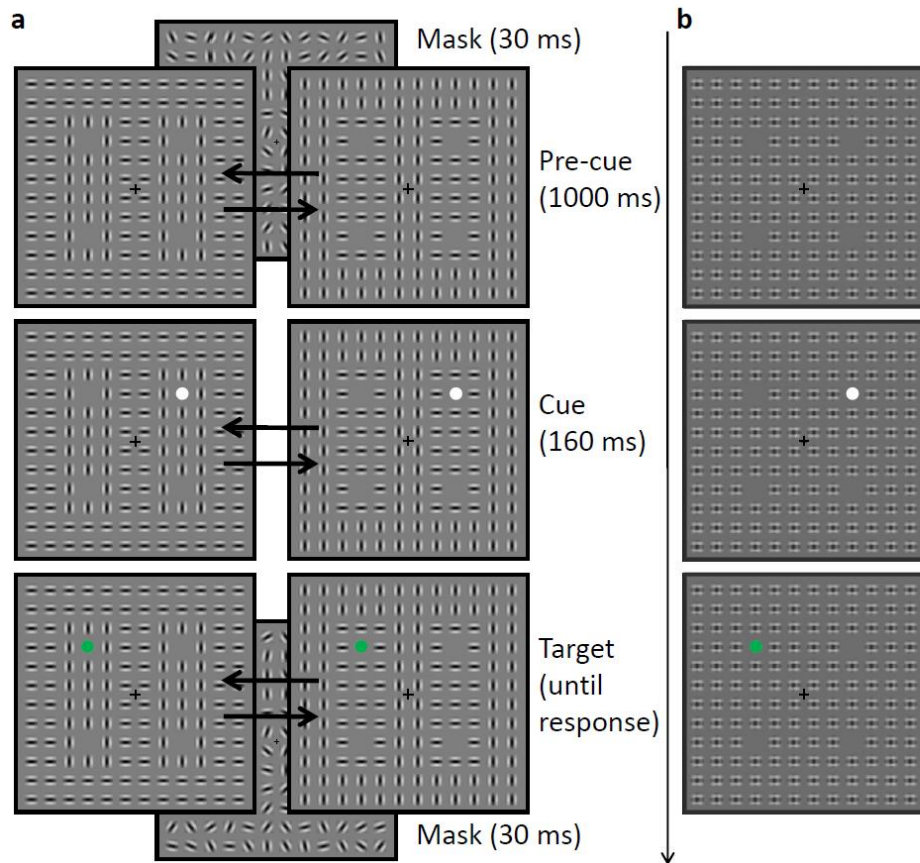 a
b
Mask (30 ms)
Pre-cue
(1000 ms)
Cue
(160 ms)
Target
(until
response)
Mask (30 ms)